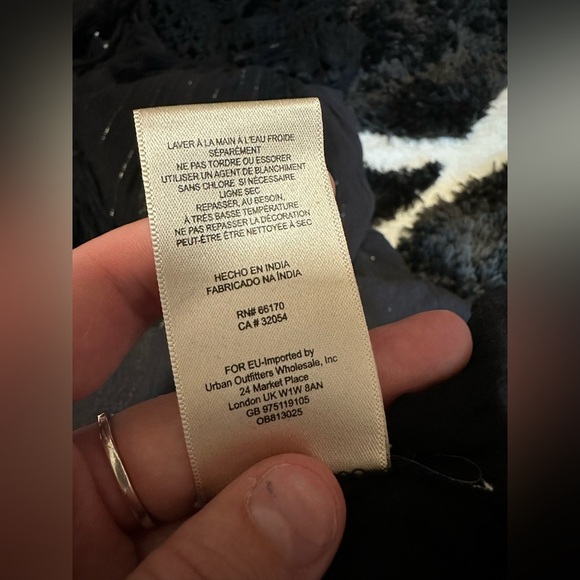 LAVER À LA MAIN À L'EAU FROIDE
SÉPARÉMENT
NE PAS TORDRE OU ESSORER
UTILISER UN AGENT DE BLANCHIMENT
SANS CHLORE SI NÉCESSAIRE
LIGNE SEC
REPASSER, AU BESOIN,
À TRÈS BASSE TEMPÉRATURE
NE PAS REPASSER LA DÉCORATION
PEUT-ÊTRE ÊTRE NETTOYÉE À SEC
HECHO EN INDIA
FABRICADO NA ÍNDIA
RN# 66170
CA # 32054
FOR EU-Imported by
Urban Outfitters Wholesale, Inc
24 Market Place
London UK W1W 8AN
GB 975119105
OB813025